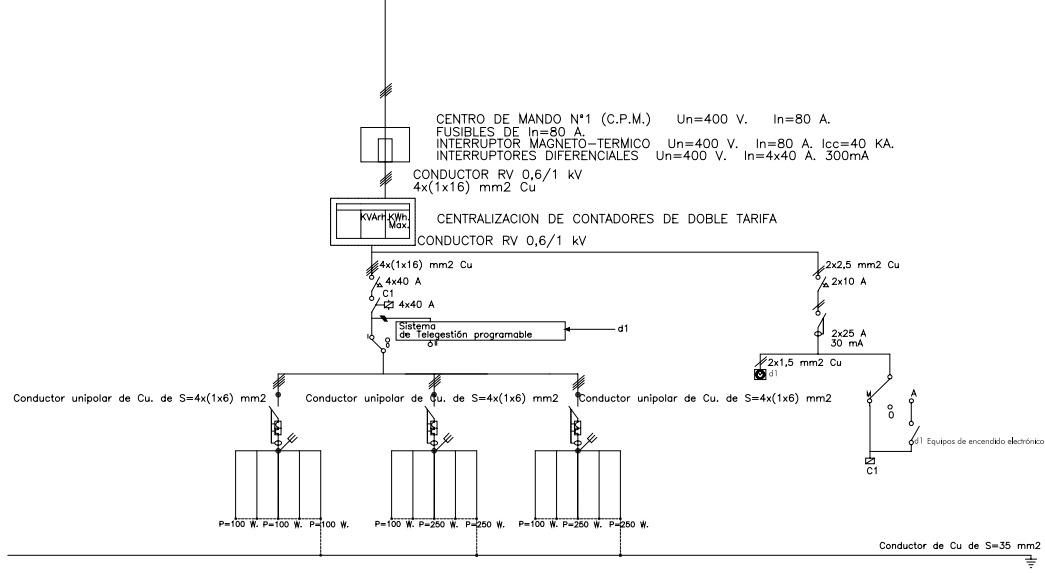 CENTRO DE MANDO Nª1 (C.P.M.) Un=400 V. In=80 A.
FUSIBLES DE In=80 A.
INTERRUPTOR MAGNETO-TERMICO Un=400 V. In=80 A. Icc=40 KA.
INTERRUPTORES DIFERENCIALES Un=400 V. In=4x40 A. 300mA
CONDUCTOR RV 0,6/1 kV
4x(1x16) mm2 Cu
KVArh. KWh.
Max.
CENTRALIZACION DE CONTADORES DE DOBLE TARIFA
CONDUCTOR RV 0,6/1 kV
4x(1x16) mm2 Cu
2x2,5 mm2 Cu
4x40 A
2x10 A
C1
4x40 A
Sistema
de Telegestión programable
d1
I
0
II
2x25 A
30 mA
2x1,5 mm2 Cu
d1
Conductor unipolar de Cu. de S=4x(1x6) mm2
Conductor unipolar de Cu. de S=4x(1x6) mm2
Conductor unipolar de Cu. de S=4x(1x6) mm2
M
0
A
d1 Equipos de encendido electrónico
C1
P=100 W. P=100 W. P=100 W.
P=100 W. P=250 W. P=250 W.
P=100 W. P=250 W. P=250 W.
Conductor de Cu de S=35 mm2